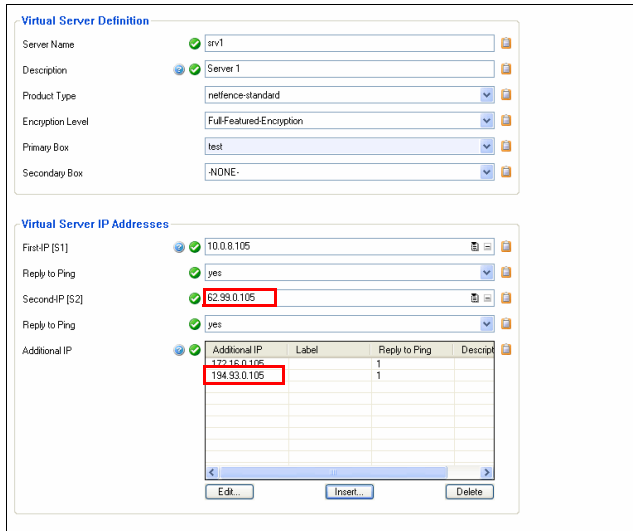 Virtual Server Definition
Server Name srv1
Description Server 1
Product Type netfence-standard
Encryption Level Full-Featured-Encryption
Primary Box test
Secondary Box -NONE-
Virtual Server IP Addresses
First-IP [S1] 10.0.8.105
Reply to Ping yes
Second-IP [S2] 62.99.0.105
Reply to Ping yes
Additional IP
Additional IP Label Reply to Ping Descript
172.16.0.105 1
194.93.0.105 1
Edit... Insert... Delete